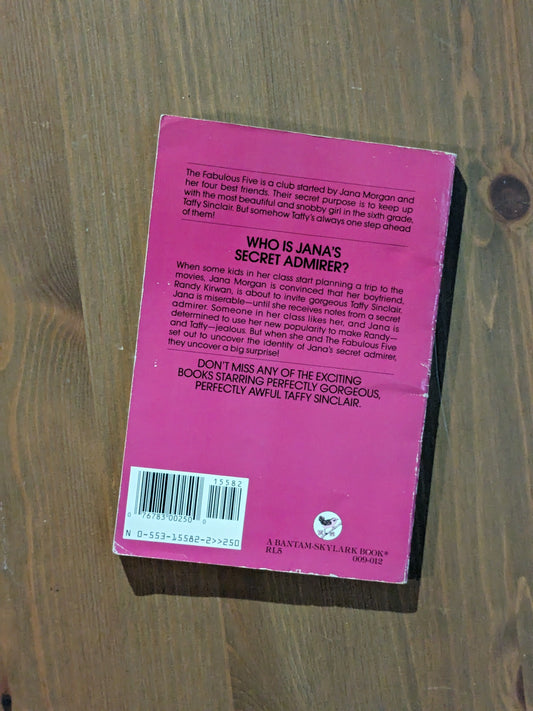 The Fabulous Five is a club started by Jana Morgan and
her four best friends. Their secret purpose is to keep up
with the most beautiful and snobby girl in the sixth grade,
Taffy Sinclair. But somehow Taffy's always one step ahead
of them!
WHO IS JANA'S
SECRET ADMIRER?
When some kids in her class start planning a trip to the
movies, Jana Morgan is convinced that her boyfriend,
Randy Kirwan, is about to invite gorgeous Taffy Sinclair.
Jana is miserable—until she receives notes from a secret
admirer. Someone in her class likes her, and Jana is
determined to use her new popularity to make Randy—
and Taffy—jealous. But when she and The Fabulous Five
set out to uncover the identity of Jana's secret admirer,
they uncover a big surprise!
DON'T MISS ANY OF THE EXCITING
BOOKS STARRING PERFECTLY GORGEOUS,
PERFECTLY AWFUL TAFFY SINCLAIR.
15582
0 76783 00250 0
N 0-553-15582-2>>250
A BANTAM-SKYLARK BOOK®
RL5 009-012